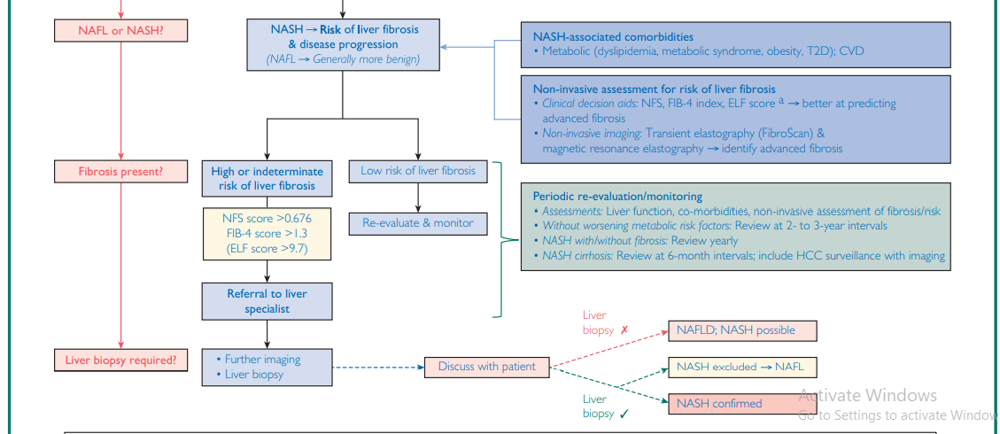 NAFL or NASH?
NASH → Risk of liver fibrosis
& disease progression
(NAFL → Generally more benign)
NASH-associated comorbidities
• Metabolic (dyslipidemia, metabolic syndrome, obesity, T2D); CVD
Non-invasive assessment for risk of liver fibrosis
• Clinical decision aids: NFS, FIB-4 index, ELF score a → better at predicting
advanced fibrosis
• Non-invasive imaging: Transient elastography (FibroScan) &
magnetic resonance elastography → identify advanced fibrosis
Fibrosis present?
High or indeterminate
risk of liver fibrosis
Low risk of liver fibrosis
NFS score >0.676
FIB-4 score >1.3
(ELF score >9.7)
Re-evaluate & monitor
Periodic re-evaluation/monitoring
• Assessments: Liver function, co-morbidities, non-invasive assessment of fibrosis/risk
• Without worsening metabolic risk factors: Review at 2- to 3-year intervals
• NASH with/without fibrosis: Review yearly
• NASH cirrhosis: Review at 6-month intervals; include HCC surveillance with imaging
Referral to liver
specialist
Liver biopsy required?
• Further imaging
• Liver biopsy
Discuss with patient
Liver
biopsy ✗
NAFLD; NASH possible
NASH excluded → NAFL
Liver
biopsy ✓
NASH confirmed
Activate Windows
Go to Settings to activate Window